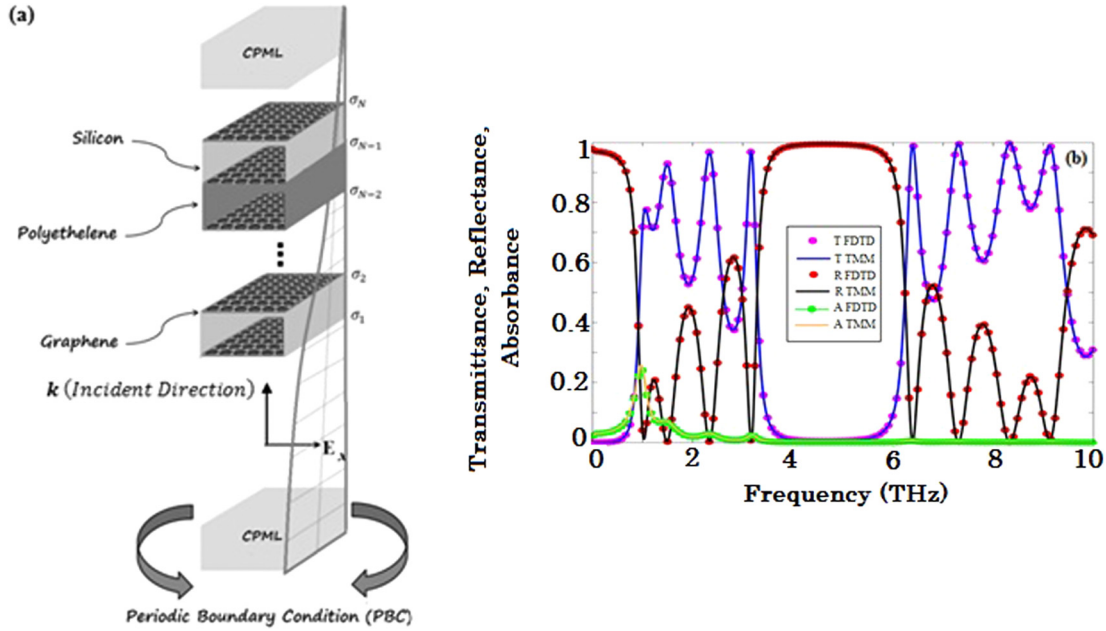 (a)
CPML
σN
Silicon
σN−1
σN−2
Polyethelene
σ2
σ1
Graphene
k (Incident Direction)
Ex
CPML
Periodic Boundary Condition (PBC)
Transmittance, Reflectance,
Absorbance
(b)
1
0.8
0.6
0.4
0.2
0
T FDTD
T TMM
R FDTD
R TMM
A FDTD
A TMM
0 2 4 6 8 10
Frequency (THz)